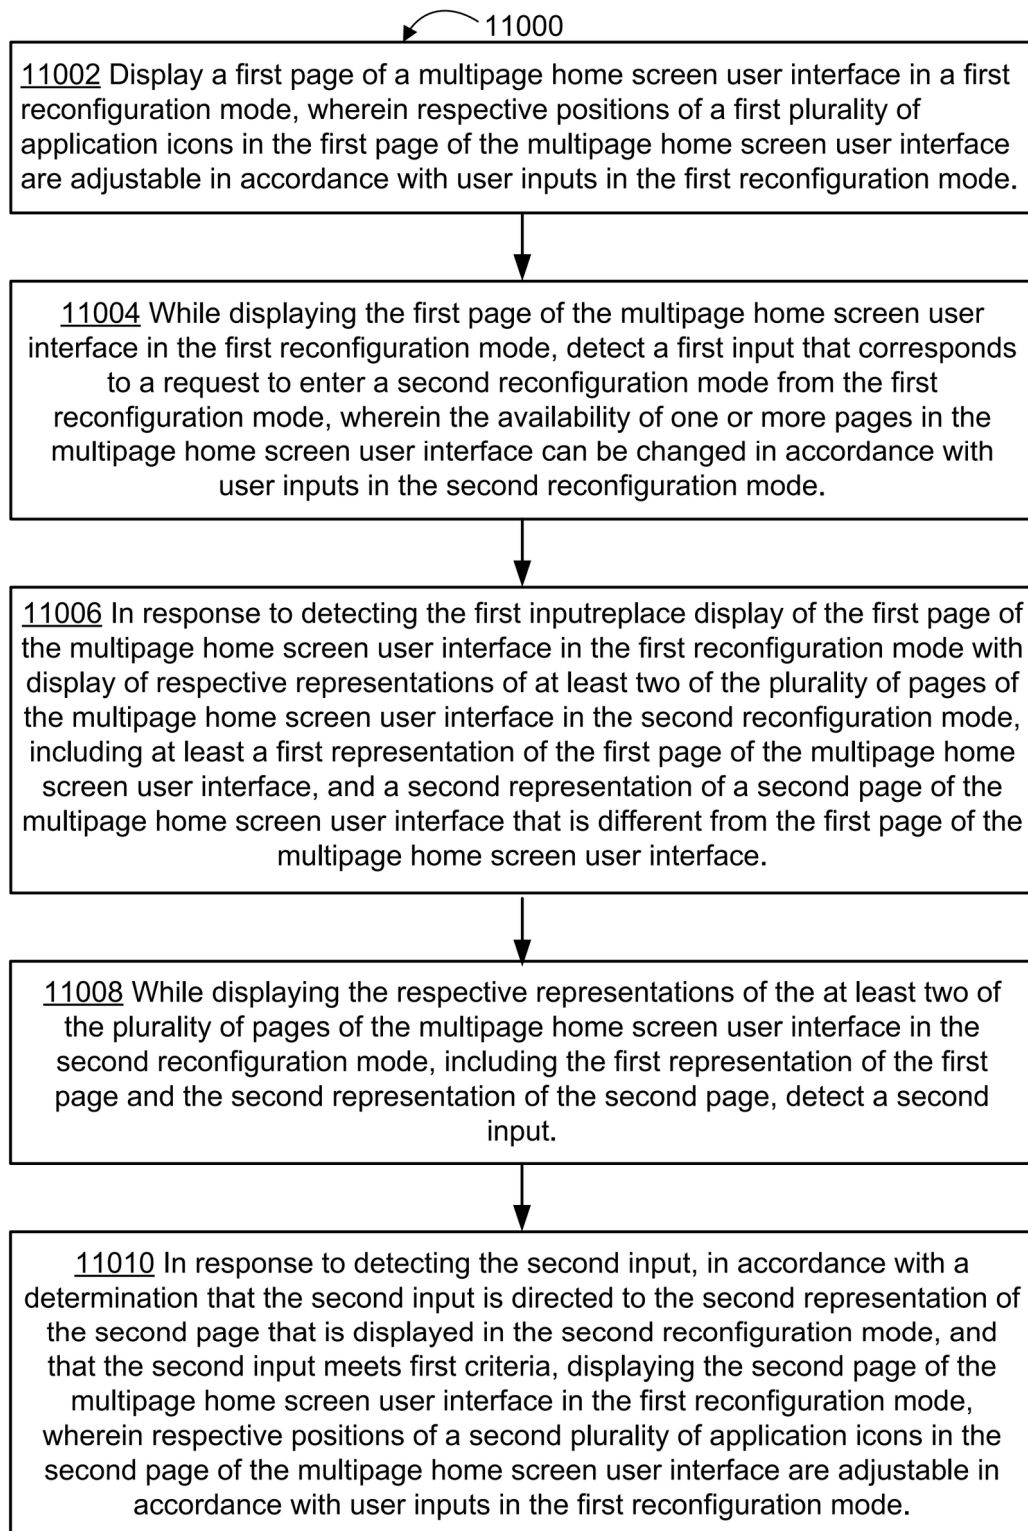 11000
11002 Display a first page of a multipage home screen user interface in a first
reconfiguration mode, wherein respective positions of a first plurality of
application icons in the first page of the multipage home screen user interface
are adjustable in accordance with user inputs in the first reconfiguration mode.
11004 While displaying the first page of the multipage home screen user
interface in the first reconfiguration mode, detect a first input that corresponds
to a request to enter a second reconfiguration mode from the first
reconfiguration mode, wherein the availability of one or more pages in the
multipage home screen user interface can be changed in accordance with
user inputs in the second reconfiguration mode.
11006 In response to detecting the first inputreplace display of the first page of
the multipage home screen user interface in the first reconfiguration mode with
display of respective representations of at least two of the plurality of pages of
the multipage home screen user interface in the second reconfiguration mode,
including at least a first representation of the first page of the multipage home
screen user interface, and a second representation of a second page of the
multipage home screen user interface that is different from the first page of the
multipage home screen user interface.
11008 While displaying the respective representations of the at least two of
the plurality of pages of the multipage home screen user interface in the
second reconfiguration mode, including the first representation of the first
page and the second representation of the second page, detect a second
input.
11010 In response to detecting the second input, in accordance with a
determination that the second input is directed to the second representation of
the second page that is displayed in the second reconfiguration mode, and
that the second input meets first criteria, displaying the second page of the
multipage home screen user interface in the first reconfiguration mode,
wherein respective positions of a second plurality of application icons in the
second page of the multipage home screen user interface are adjustable in
accordance with user inputs in the first reconfiguration mode.